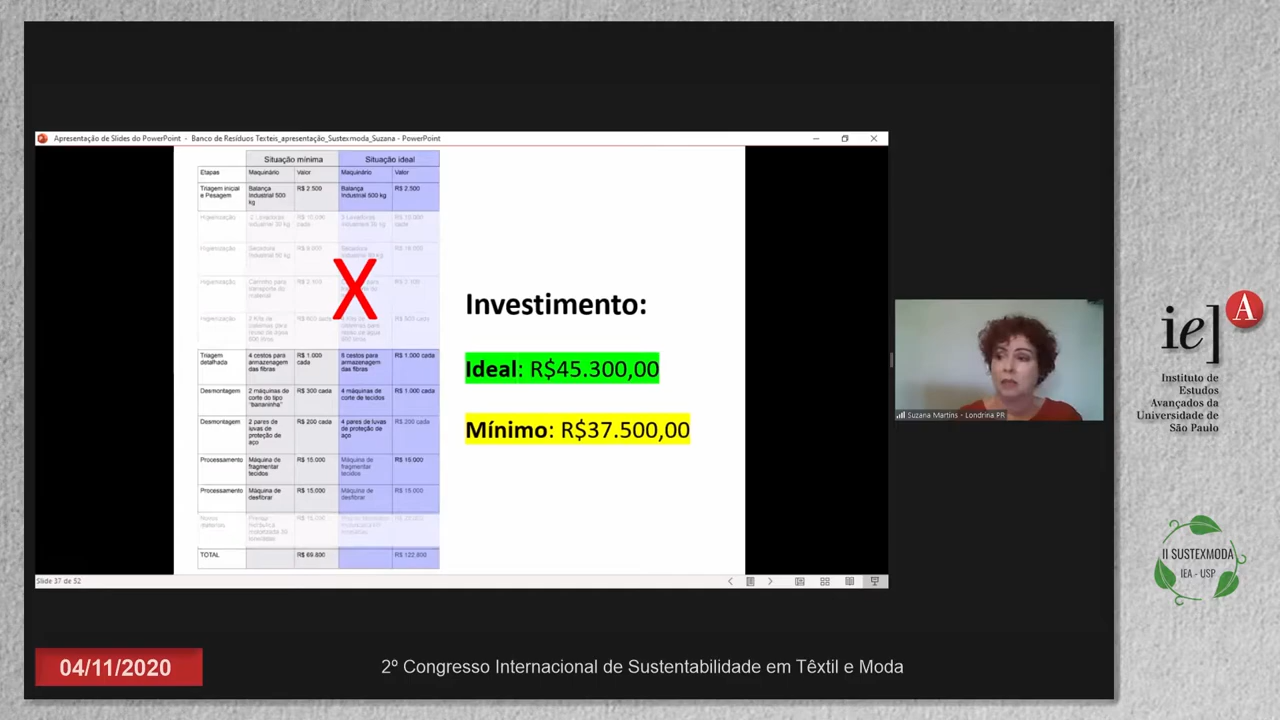 Apresentação de Slides do PowerPoint - Banco de Resíduos Texteis_apresentação_Sustexmoda_Suzana - PowerPoint
Situação mínima Situação ideal
Etapas Maquinário Valor Maquinário Valor
Triagem inicial e Pesagem
Balança Industrial 500 kg
R$ 2.500
Balança Industrial 500 kg
R$ 2.500
Higienização
Higienização
Higienização
Higienização
X
Triagem detalhada
4 cestos para armazenagem das fibras
R$ 1.000 cada
6 cestos para armazenagem das fibras
R$ 1.000 cada
Desmontagem
2 máquinas de corte do tipo "bananinha"
R$ 300 cada
4 máquinas de corte de tecidos
R$ 1.000 cada
Desmontagem
2 pares de luvas de proteção de aço
R$ 200 cada
4 pares de luvas de proteção de aço
R$ 200 cada
Processamento
Máquina de fragmentar tecidos
R$ 15.000
Máquina de fragmentar tecidos
R$ 15.000
Processamento
Máquina de desfibrar
R$ 15.000
Máquina de desfibrar
R$ 15.000
Novos materiais
TOTAL R$ 69.800 R$ 122.800
Investimento:
Ideal: R$45.300,00
Mínimo: R$37.500,00
Slide 37 de 52
Suzana Martins - Londrina PR
iea]
A
Instituto de
Estudos
Avançados da
Universidade de
São Paulo
II SUSTEXMODA
IEA - USP
04/11/2020
2º Congresso Internacional de Sustentabilidade em Têxtil e Moda